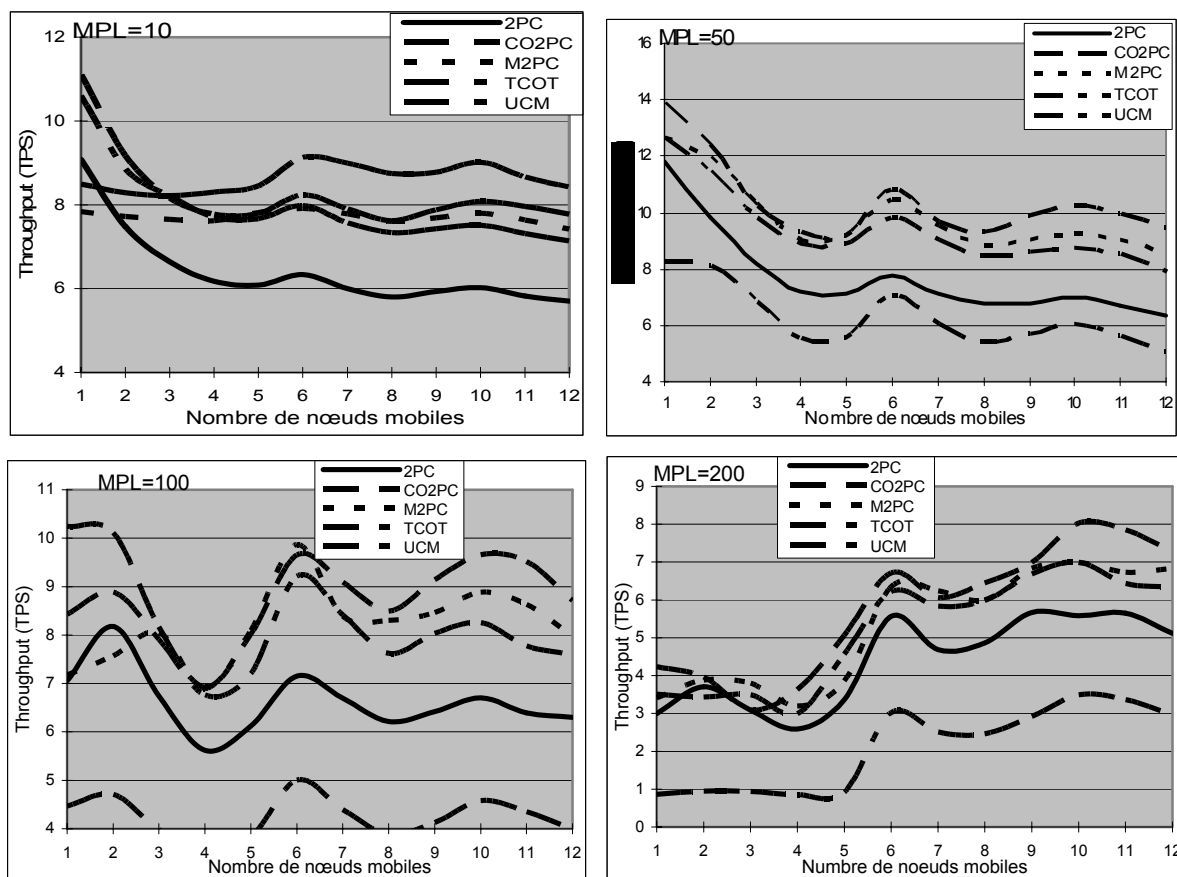 MPL=10
2PC
CO2PC
M2PC
TCOT
UCM
Throughput (TPS)
12
10
8
6
4
1 2 3 4 5 6 7 8 9 10 11 12
Nombre de nœuds mobiles
MPL=50
2PC
CO2PC
M2PC
TCOT
UCM
16
14
12
10
8
6
4
1 2 3 4 5 6 7 8 9 10 11 12
Nombre de nœuds mobiles
MPL=100
2PC
CO2PC
M2PC
TCOT
UCM
Throughput (TPS)
11
10
9
8
7
6
5
4
1 2 3 4 5 6 7 8 9 10 11 12
Nombre de nœuds mobiles
MPL=200
2PC
CO2PC
M2PC
TCOT
UCM
Throughput (TPS)
9
8
7
6
5
4
3
2
1
0
1 2 3 4 5 6 7 8 9 10 11 12
Numbre de noeuds mobiles